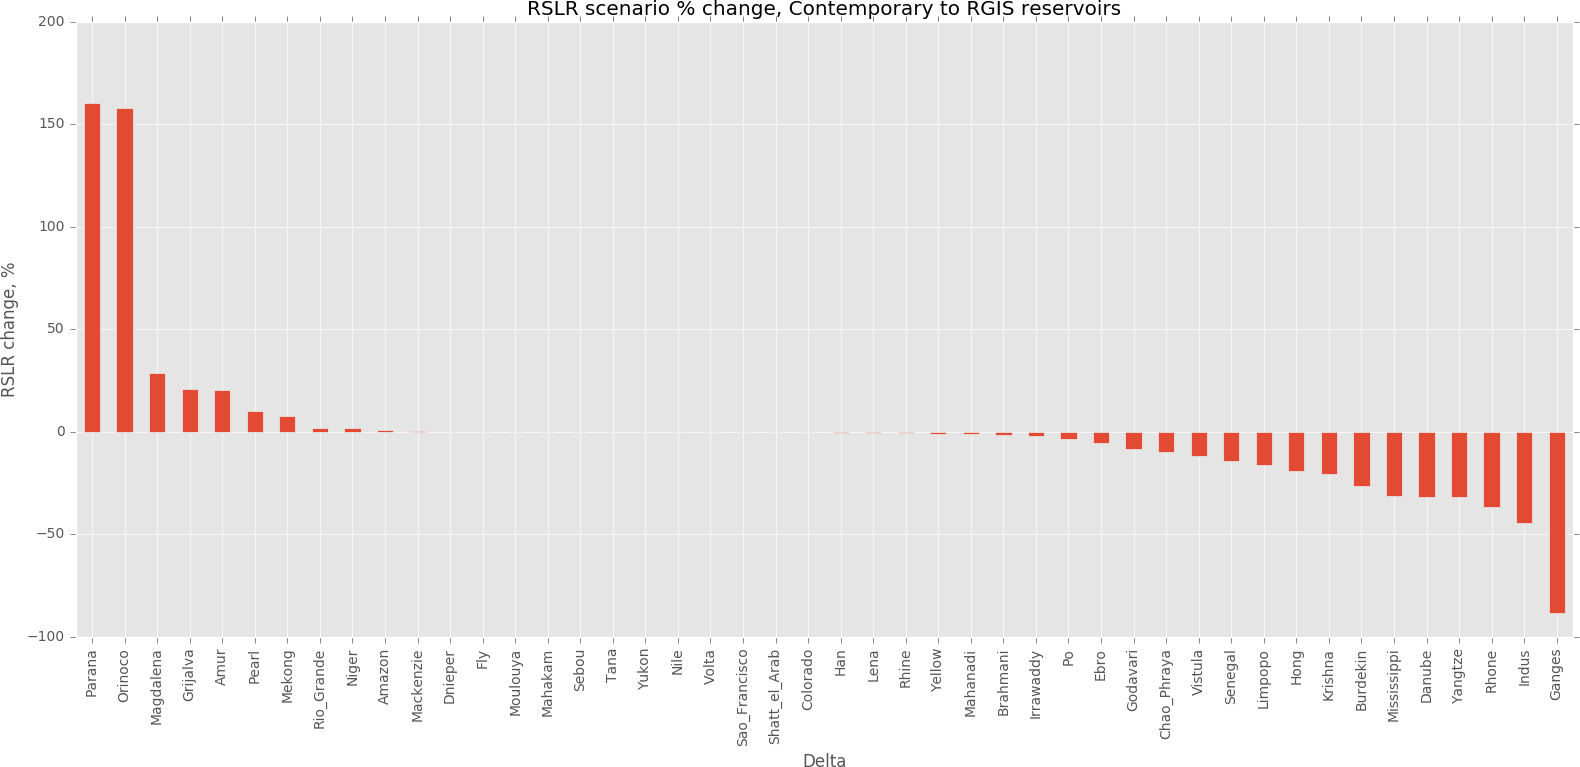 RSLR scenario % change, Contemporary to RGIS reservoirs
RSLR change, %
200
150
100
50
0
−50
−100
Parana
Orinoco
Magdalena
Grijalva
Amur
Pearl
Mekong
Rio_Grande
Niger
Amazon
Mackenzie
Dnieper
Fly
Moulouya
Mahakam
Sebou
Tana
Yukon
Nile
Volta
Sao_Francisco
Shatt_el_Arab
Colorado
Han
Lena
Rhine
Yellow
Mahanadi
Brahmani
Irrawaddy
Po
Ebro
Godavari
Chao_Phraya
Vistula
Senegal
Limpopo
Hong
Krishna
Burdekin
Mississippi
Danube
Yangtze
Rhone
Indus
Ganges
Delta